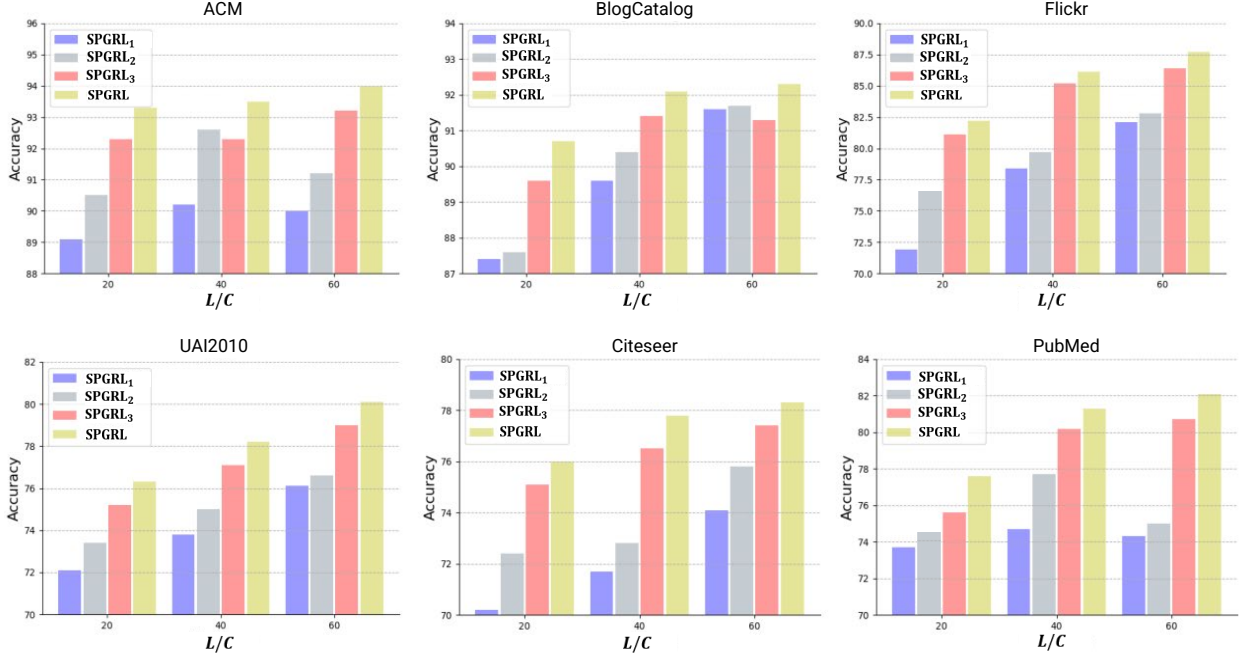 ACM
96
95
94
93
92
91
90
89
88
Accuracy
SPGRL1
SPGRL2
SPGRL3
SPGRL
20
40
60
L/C
BlogCatalog
94
93
92
91
90
89
88
87
Accuracy
SPGRL1
SPGRL2
SPGRL3
SPGRL
20
40
60
L/C
Flickr
90.0
87.5
85.0
82.5
80.0
77.5
75.0
72.5
70.0
Accuracy
SPGRL1
SPGRL2
SPGRL3
SPGRL
20
40
60
L/C
UAI2010
82
80
78
76
74
72
70
Accuracy
SPGRL1
SPGRL2
SPGRL3
SPGRL
20
40
60
L/C
Citeseer
80
78
76
74
72
70
Accuracy
SPGRL1
SPGRL2
SPGRL3
SPGRL
20
40
60
L/C
PubMed
84
82
80
78
76
74
72
70
Accuracy
SPGRL1
SPGRL2
SPGRL3
SPGRL
20
40
60
L/C